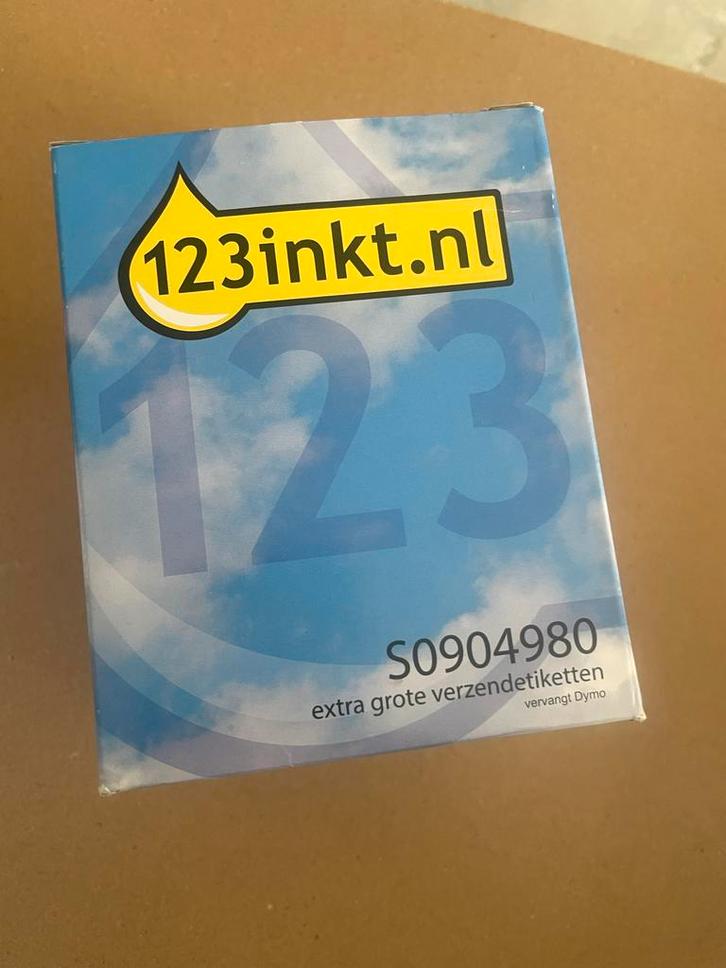 123inkt.nl
123
S0904980
extra grote verzendetiketten
vervangt Dymo